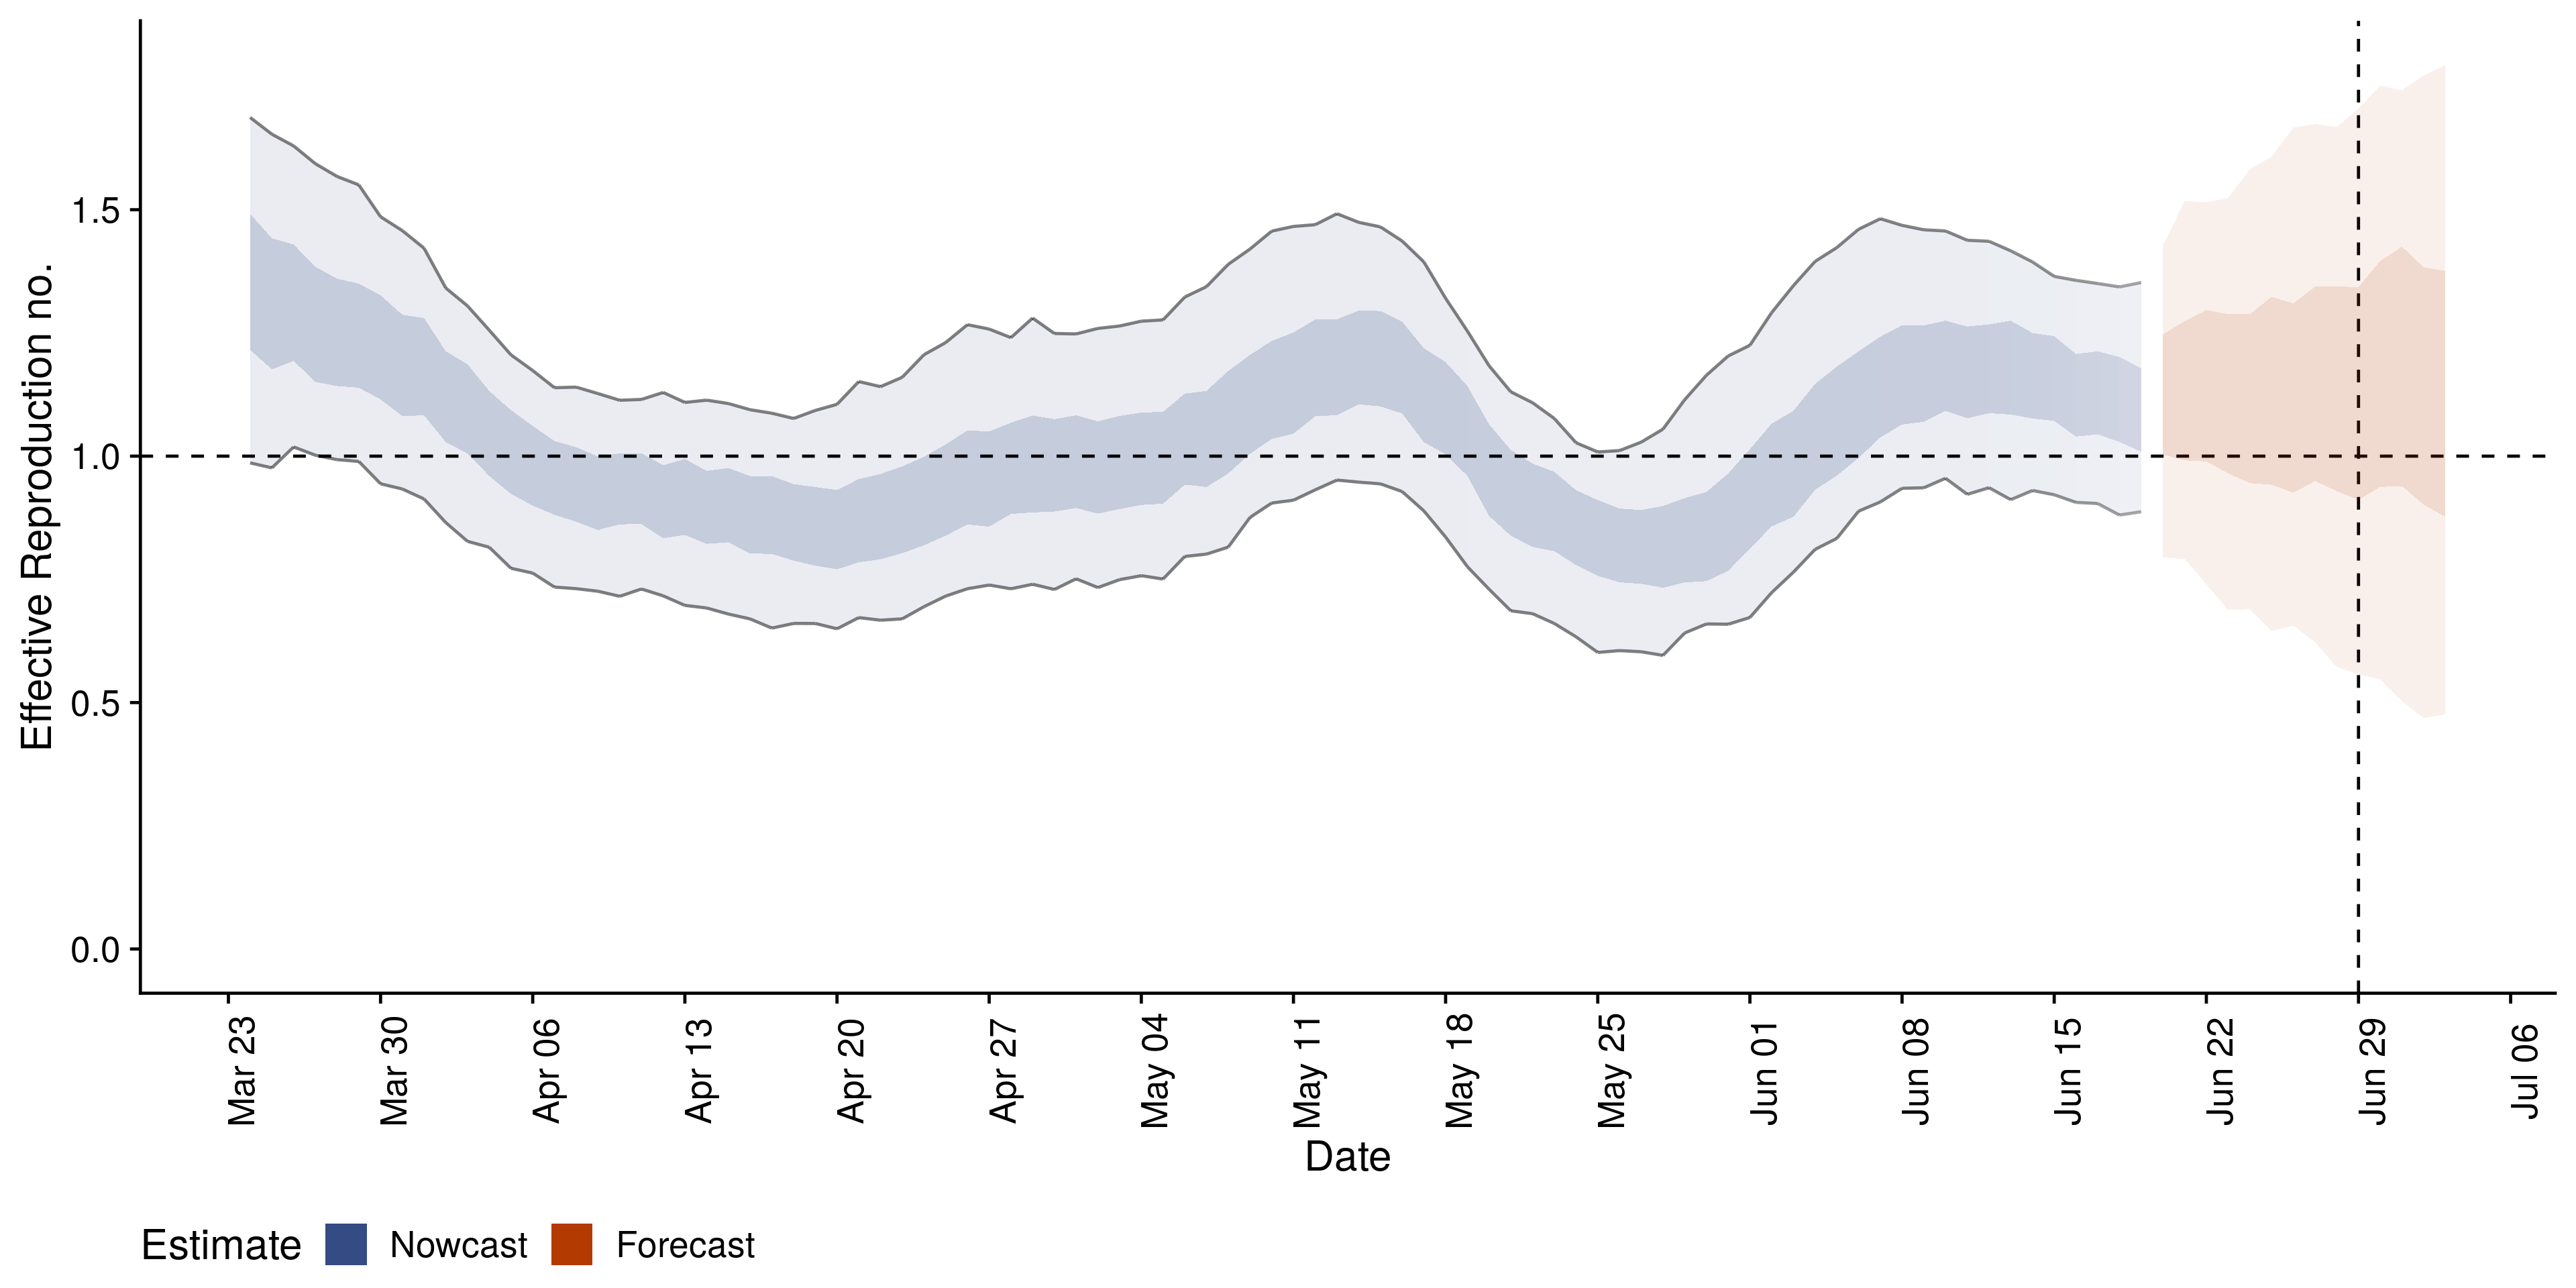 Effective Reproduction no.
1.5
1.0
0.5
0.0
Mar 23
Mar 30
Apr 06
Apr 13
Apr 20
Apr 27
May 04
May 11
May 18
May 25
Jun 01
Jun 08
Jun 15
Jun 22
Jun 29
Jul 06
Date
Estimate Nowcast Forecast